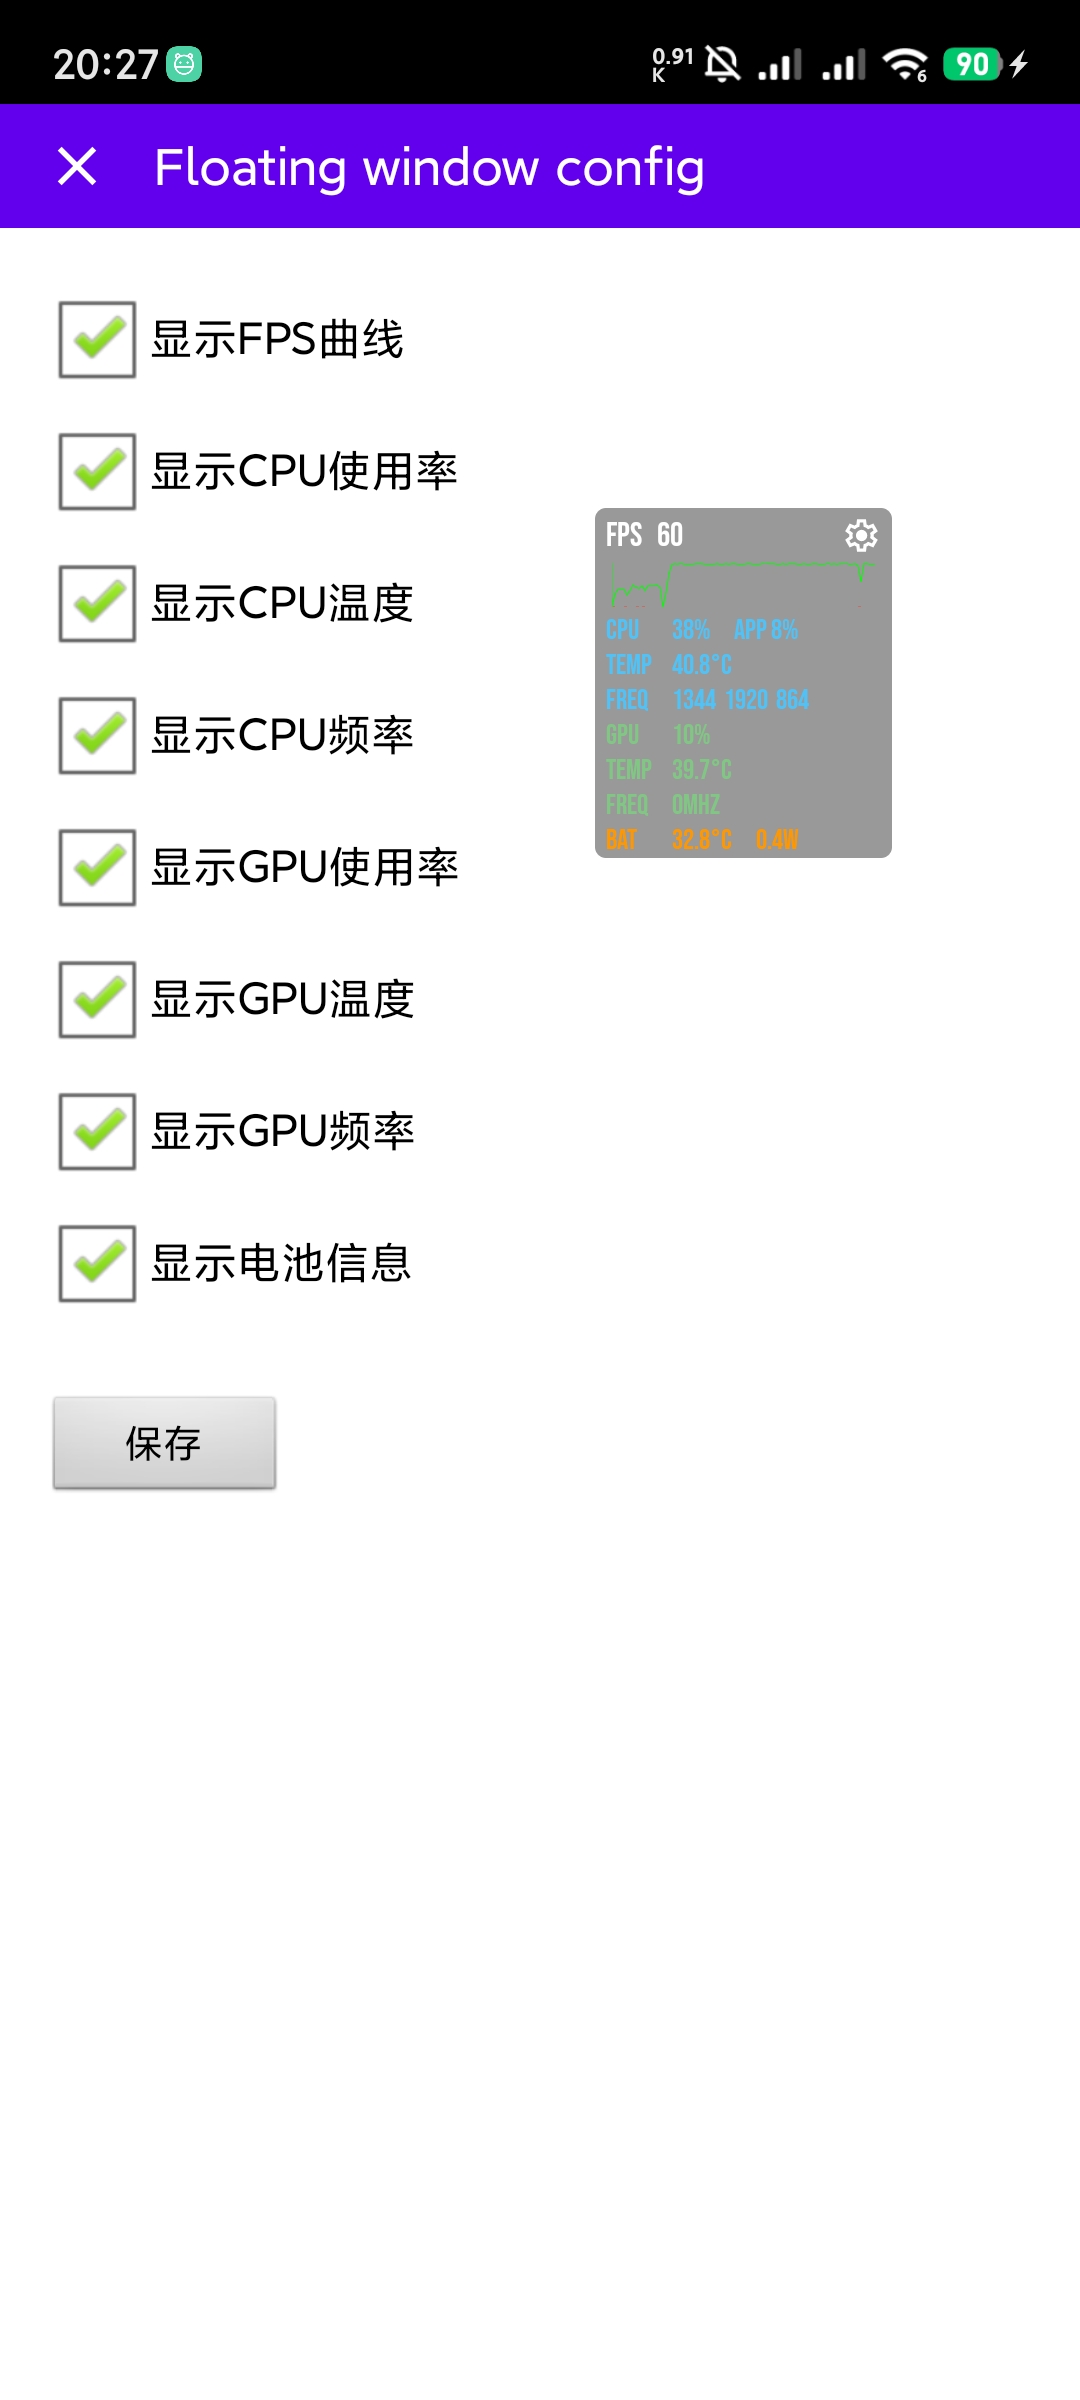 20:27 0.91 K 6 90
Floating window config
显示FPS曲线
显示CPU使用率
显示CPU温度
显示CPU频率
显示GPU使用率
显示GPU温度
显示GPU频率
显示电池信息
保存
FPS 60
CPU 38% APP 8%
TEMP 40.8°C
FREQ 1344 1920 864
GPU 10%
TEMP 39.7°C
FREQ 0MHZ
BAT 32.8°C 0.4W